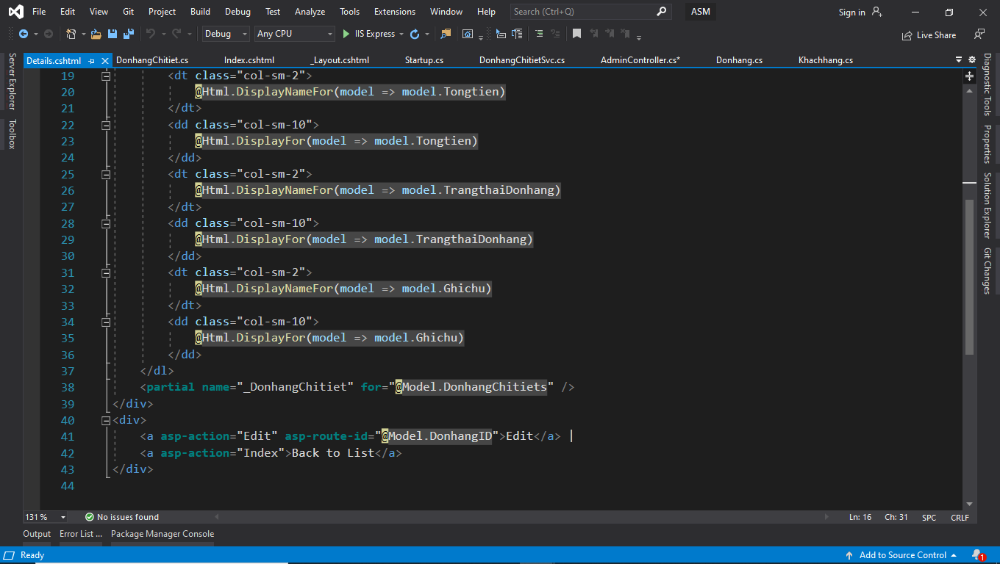 File Edit View Git Project Build Debug Test Analyze Tools Extensions Window Help Search (Ctrl+Q) ASM Sign in
Debug Any CPU IIS Express Live Share
Details.cshtml DonhangChitiet.cs Index.cshtml _Layout.cshtml Startup.cs DonhangChitietSvc.cs AdminController.cs* Donhang.cs Khachhang.cs
Server Explorer
Toolbox
19 <dt class="col-sm-2">
20 @Html.DisplayNameFor(model => model.Tongtien)
21 </dt>
22 <dd class="col-sm-10">
23 @Html.DisplayFor(model => model.Tongtien)
24 </dd>
25 <dt class="col-sm-2">
26 @Html.DisplayNameFor(model => model.TrangthaiDonhang)
27 </dt>
28 <dd class="col-sm-10">
29 @Html.DisplayFor(model => model.TrangthaiDonhang)
30 </dd>
31 <dt class="col-sm-2">
32 @Html.DisplayNameFor(model => model.Ghichu)
33 </dt>
34 <dd class="col-sm-10">
35 @Html.DisplayFor(model => model.Ghichu)
36 </dd>
37 </dl>
38 <partial name="_DonhangChitiet" for="@Model.DonhangChitiets" />
39 </div>
40 <div>
41 <a asp-action="Edit" asp-route-id="@Model.DonhangID">Edit</a> |
42 <a asp-action="Index">Back to List</a>
43 </div>
44
Diagnostic Tools
Properties
Solution Explorer
Git Changes
131 % No issues found Ln: 16 Ch: 31 SPC CRLF
Output Error List ... Package Manager Console
Ready Add to Source Control 1